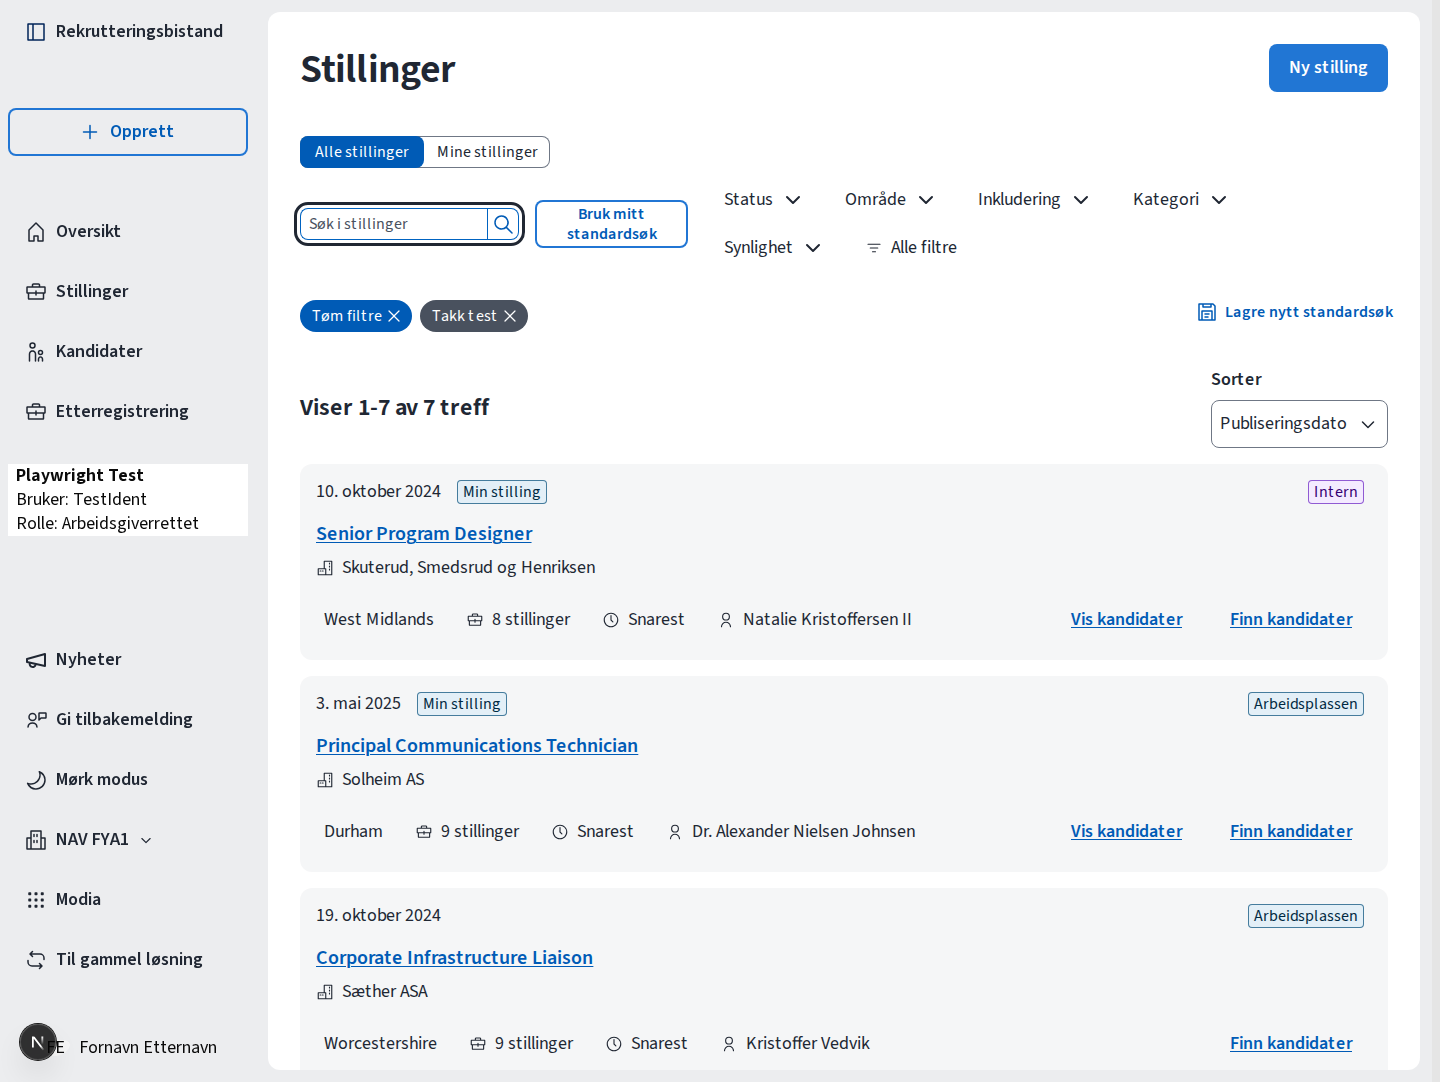 Rekrutteringsbistand
Opprett
Oversikt
Stillinger
Kandidater
Etterregistrering
Playwright Test
Bruker: TestIdent
Rolle: Arbeidsgiverrettet
Nyheter
Gi tilbakemelding
Mørk modus
NAV FYA1
Modia
Til gammel løsning
N
FE Fornavn Etternavn
Stillinger
Ny stilling
Alle stillinger Mine stillinger
Søk i stillinger
Bruk mitt
standardsøk
Status Område Inkludering Kategori
Synlighet Alle filtre
Tøm filtre Takk test
Lagre nytt standardsøk
Viser 1-7 av 7 treff
Sorter
Publiseringsdato
10. oktober 2024 Min stilling Intern
Senior Program Designer
Skuterud, Smedsrud og Henriksen
West Midlands 8 stillinger Snarest Natalie Kristoffersen II Vis kandidater Finn kandidater
3. mai 2025 Min stilling Arbeidsplassen
Principal Communications Technician
Solheim AS
Durham 9 stillinger Snarest Dr. Alexander Nielsen Johnsen Vis kandidater Finn kandidater
19. oktober 2024 Arbeidsplassen
Corporate Infrastructure Liaison
Sæther ASA
Worcestershire 9 stillinger Snarest Kristoffer Vedvik Finn kandidater